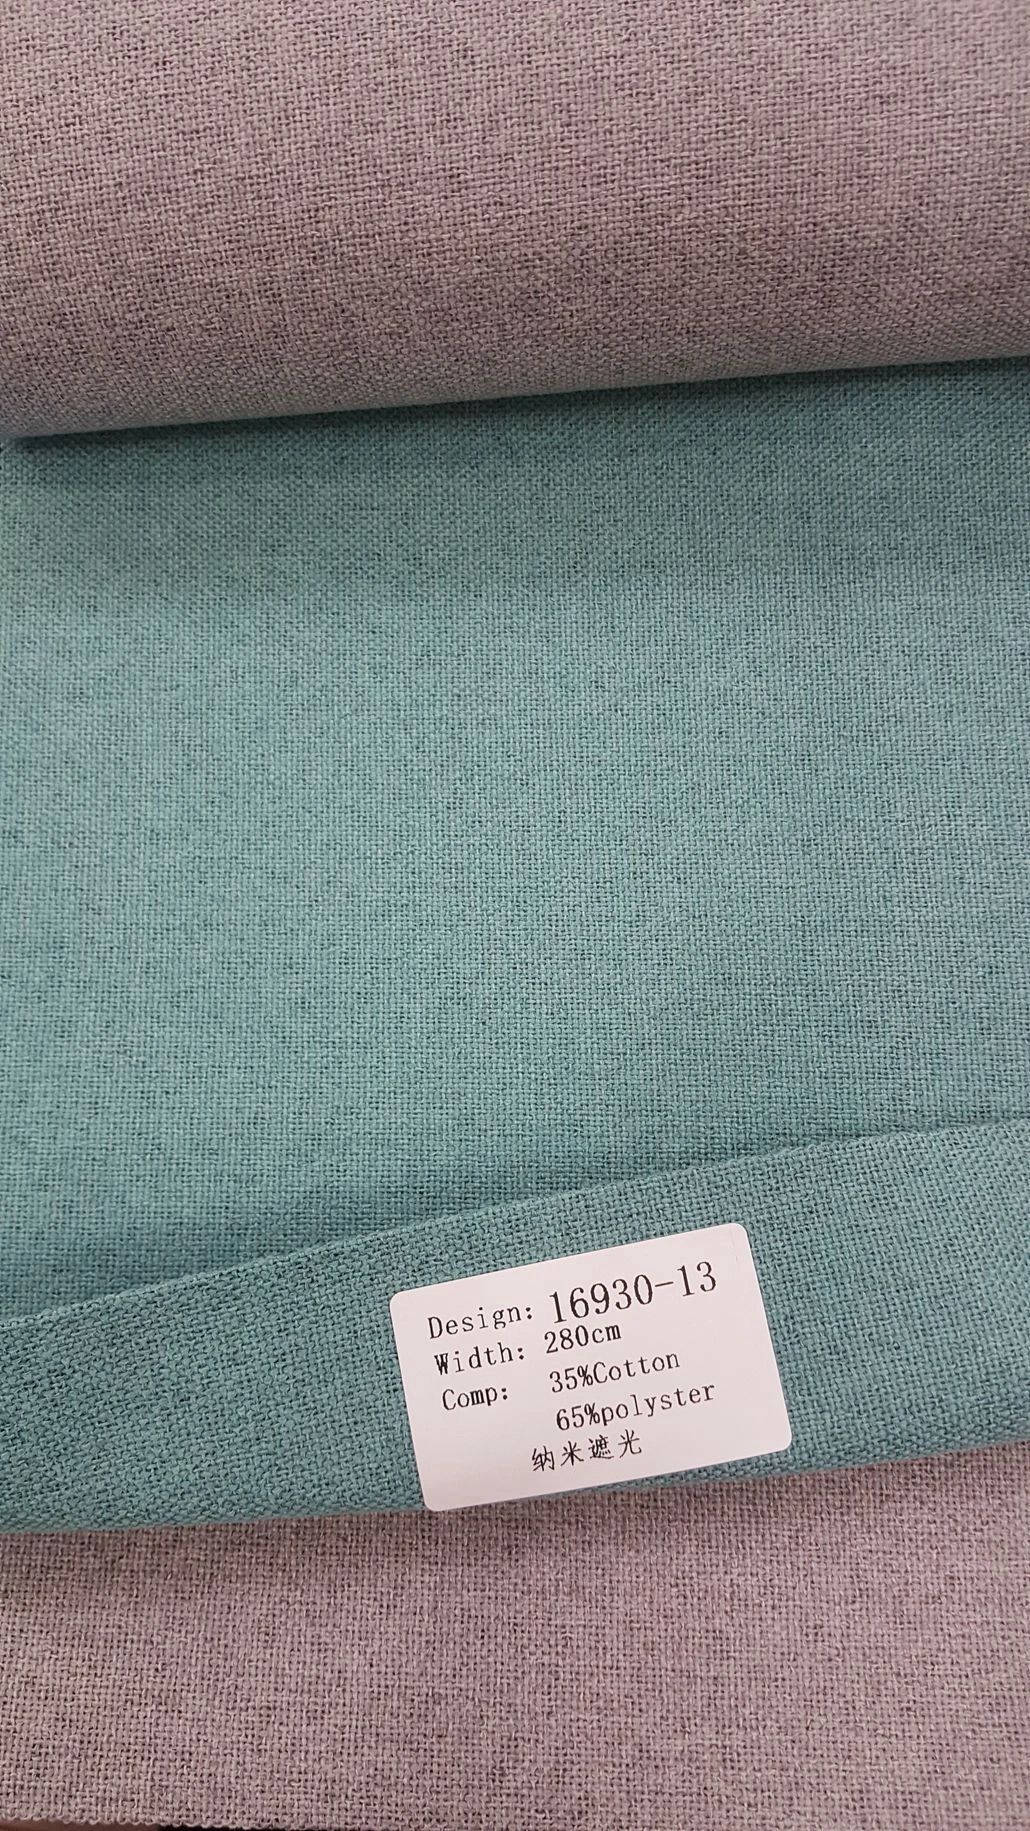 Design: 16930-13
Width: 280cm
Comp: 35%Cotton
65%polyster
纳米遮光